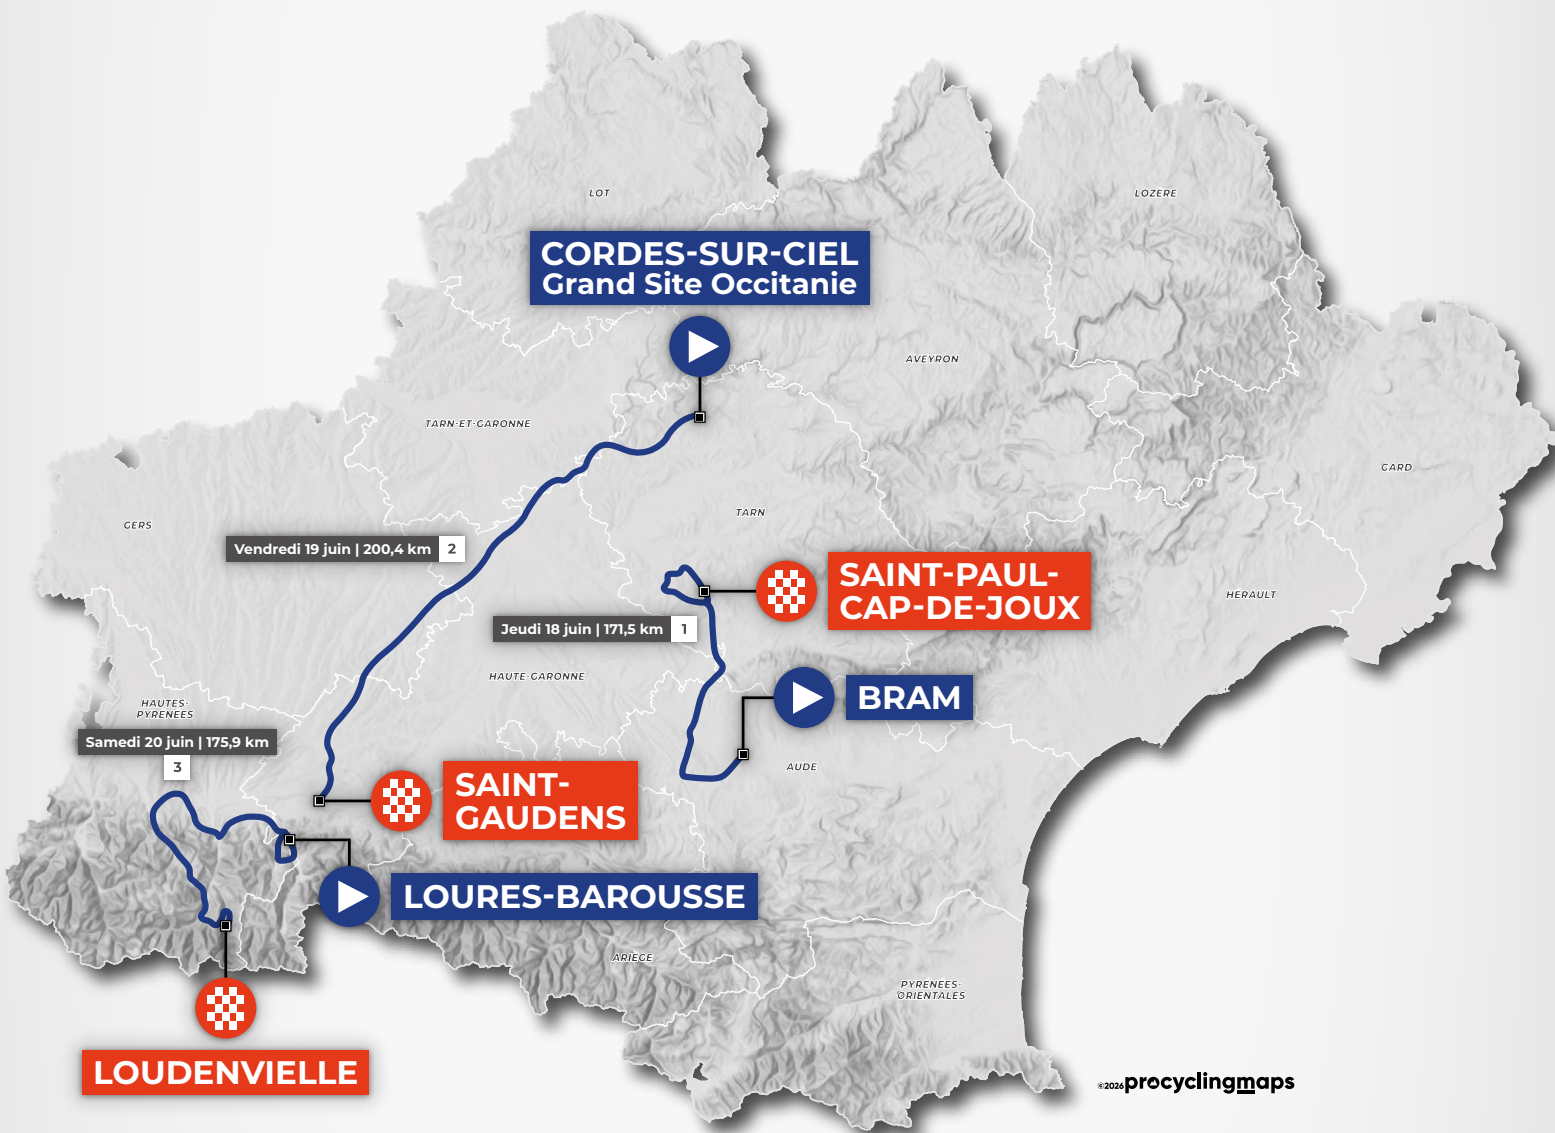 LOT
LOZERE
CORDES-SUR-CIEL
Grand Site Occitanie
AVEYRON
TARN-ET-GARONNE
GARD
TARN
GERS
Vendredi 19 juin | 200,4 km 2
SAINT-PAUL-
CAP-DE-JOUX
HERAULT
Jeudi 18 juin | 171,5 km 1
HAUTE-GARONNE
BRAM
HAUTES-
PYRENEES
Samedi 20 juin | 175,9 km
3
AUDE
SAINT-
GAUDENS
LOURES-BAROUSSE
ARIEGE
PYRENEES-
ORIENTALES
LOUDENVIELLE
©2026 procyclingmaps